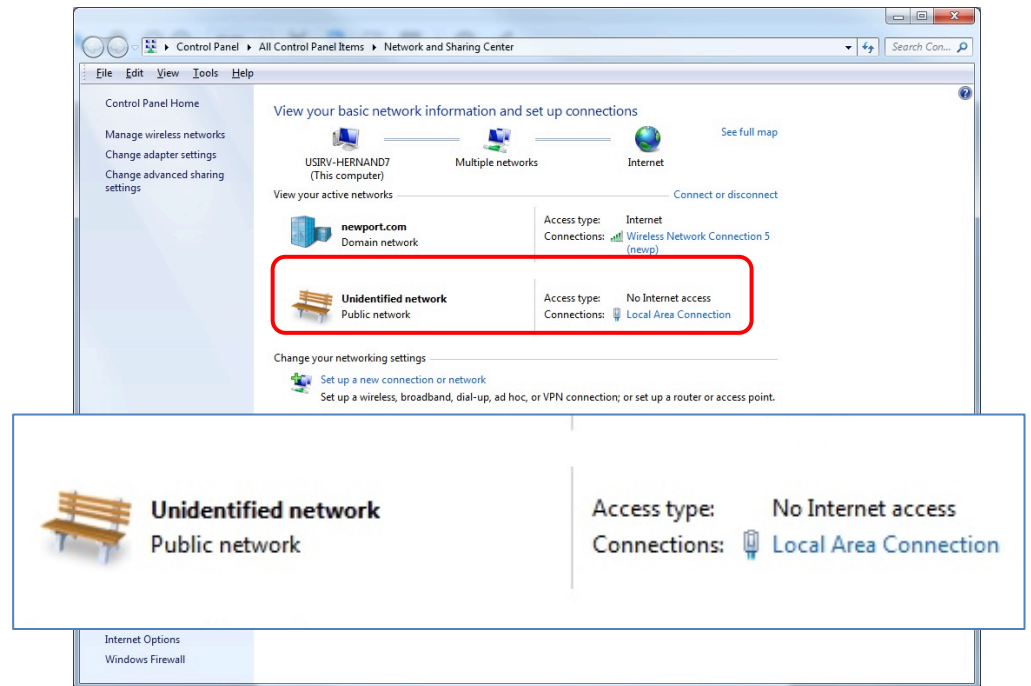 Control Panel ▸ All Control Panel Items ▸ Network and Sharing Center
Search Con...
File Edit View Tools Help
Control Panel Home
Manage wireless networks
Change adapter settings
Change advanced sharing
settings
View your basic network information and set up connections
See full map
USIRV-HERNAND7
(This computer)
Multiple networks
Internet
View your active networks
Connect or disconnect
newport.com
Domain network
Access type: Internet
Connections: Wireless Network Connection 5
(newp)
Unidentified network
Public network
Access type: No Internet access
Connections: Local Area Connection
Change your networking settings
Set up a new connection or network
Set up a wireless, broadband, dial-up, ad hoc, or VPN connection; or set up a router or access point.
Unidentified network
Public network
Access type: No Internet access
Connections: Local Area Connection
Internet Options
Windows Firewall